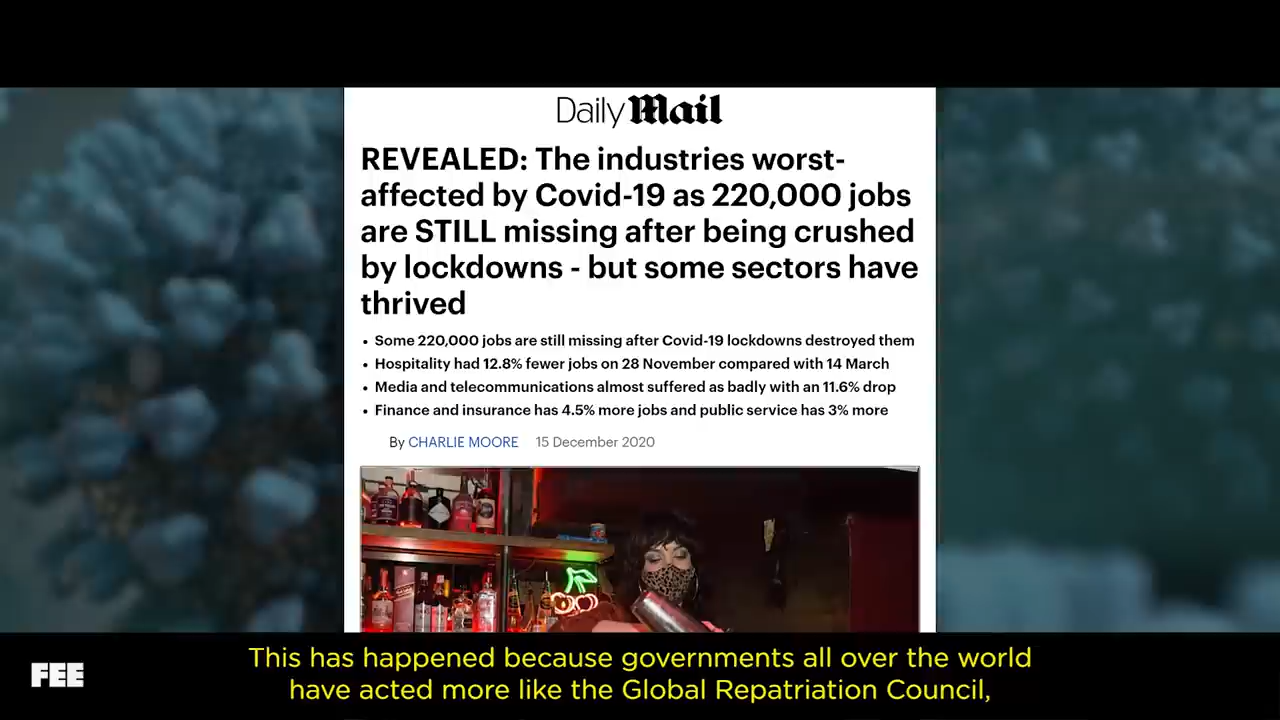 Daily Mail
REVEALED: The industries worst-
affected by Covid-19 as 220,000 jobs
are STILL missing after being crushed
by lockdowns - but some sectors have
thrived
• Some 220,000 jobs are still missing after Covid-19 lockdowns destroyed them
• Hospitality had 12.8% fewer jobs on 28 November compared with 14 March
• Media and telecommunications almost suffered as badly with an 11.6% drop
• Finance and insurance has 4.5% more jobs and public service has 3% more
By CHARLIE MOORE 15 December 2020
This has happened because governments all over the world
have acted more like the Global Repatriation Council,
FEE